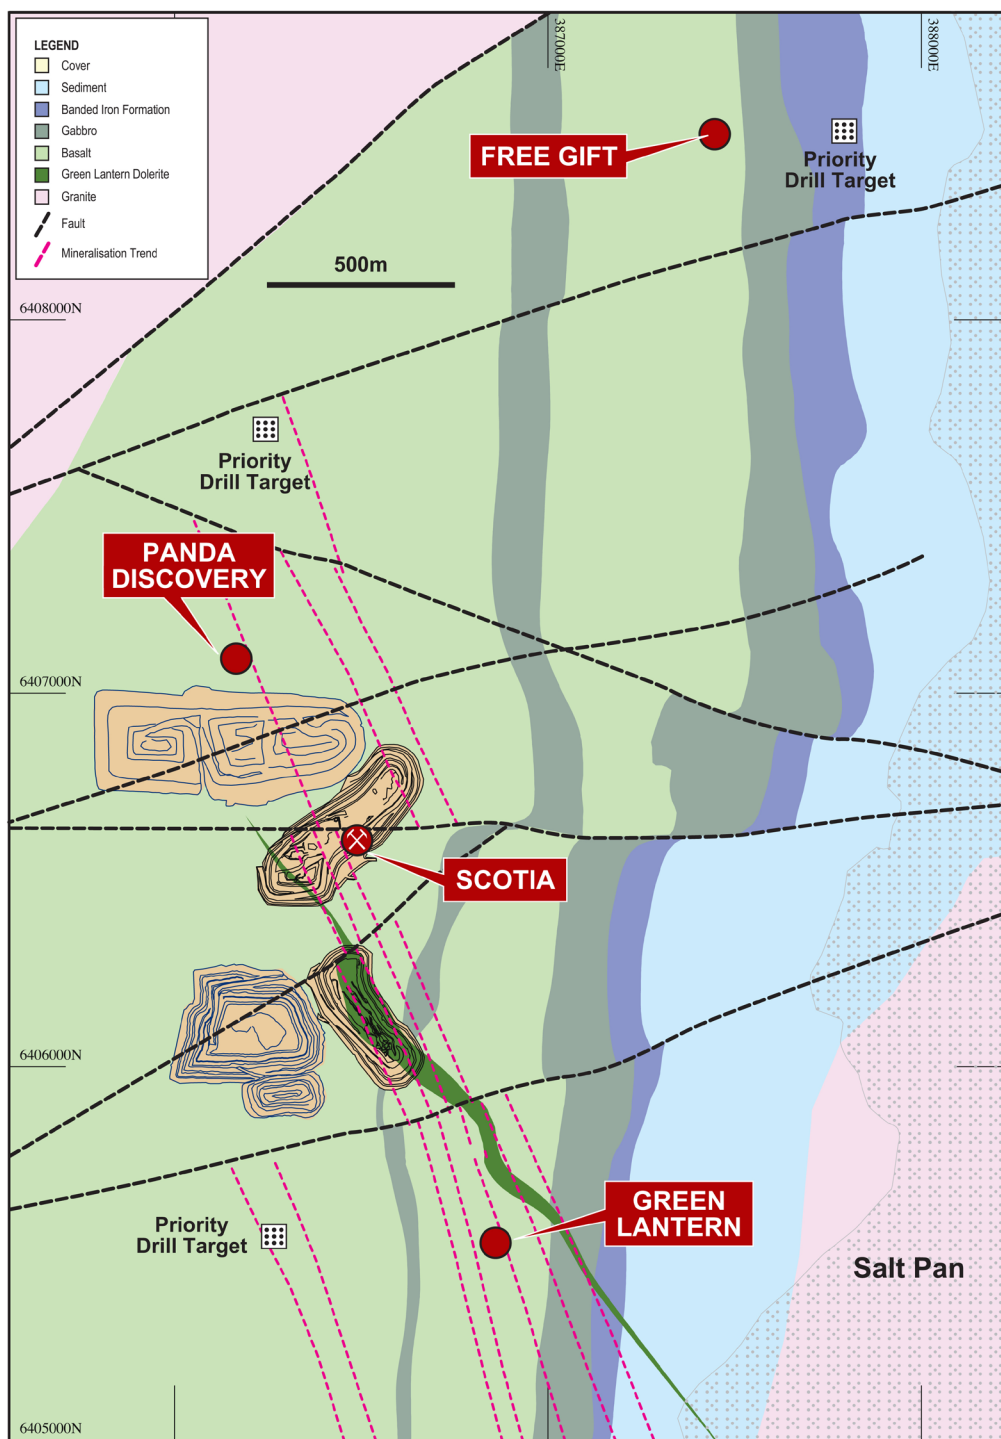 LEGEND
Cover
Sediment
Banded Iron Formation
Gabbro
Basalt
Green Lantern Dolerite
Granite
Fault
Mineralisation Trend
387000E
388000E
FREE GIFT
Priority
Drill Target
500m
6408000N
Priority
Drill Target
PANDA
DISCOVERY
6407000N
SCOTIA
6406000N
GREEN
LANTERN
Priority
Drill Target
Salt Pan
6405000N